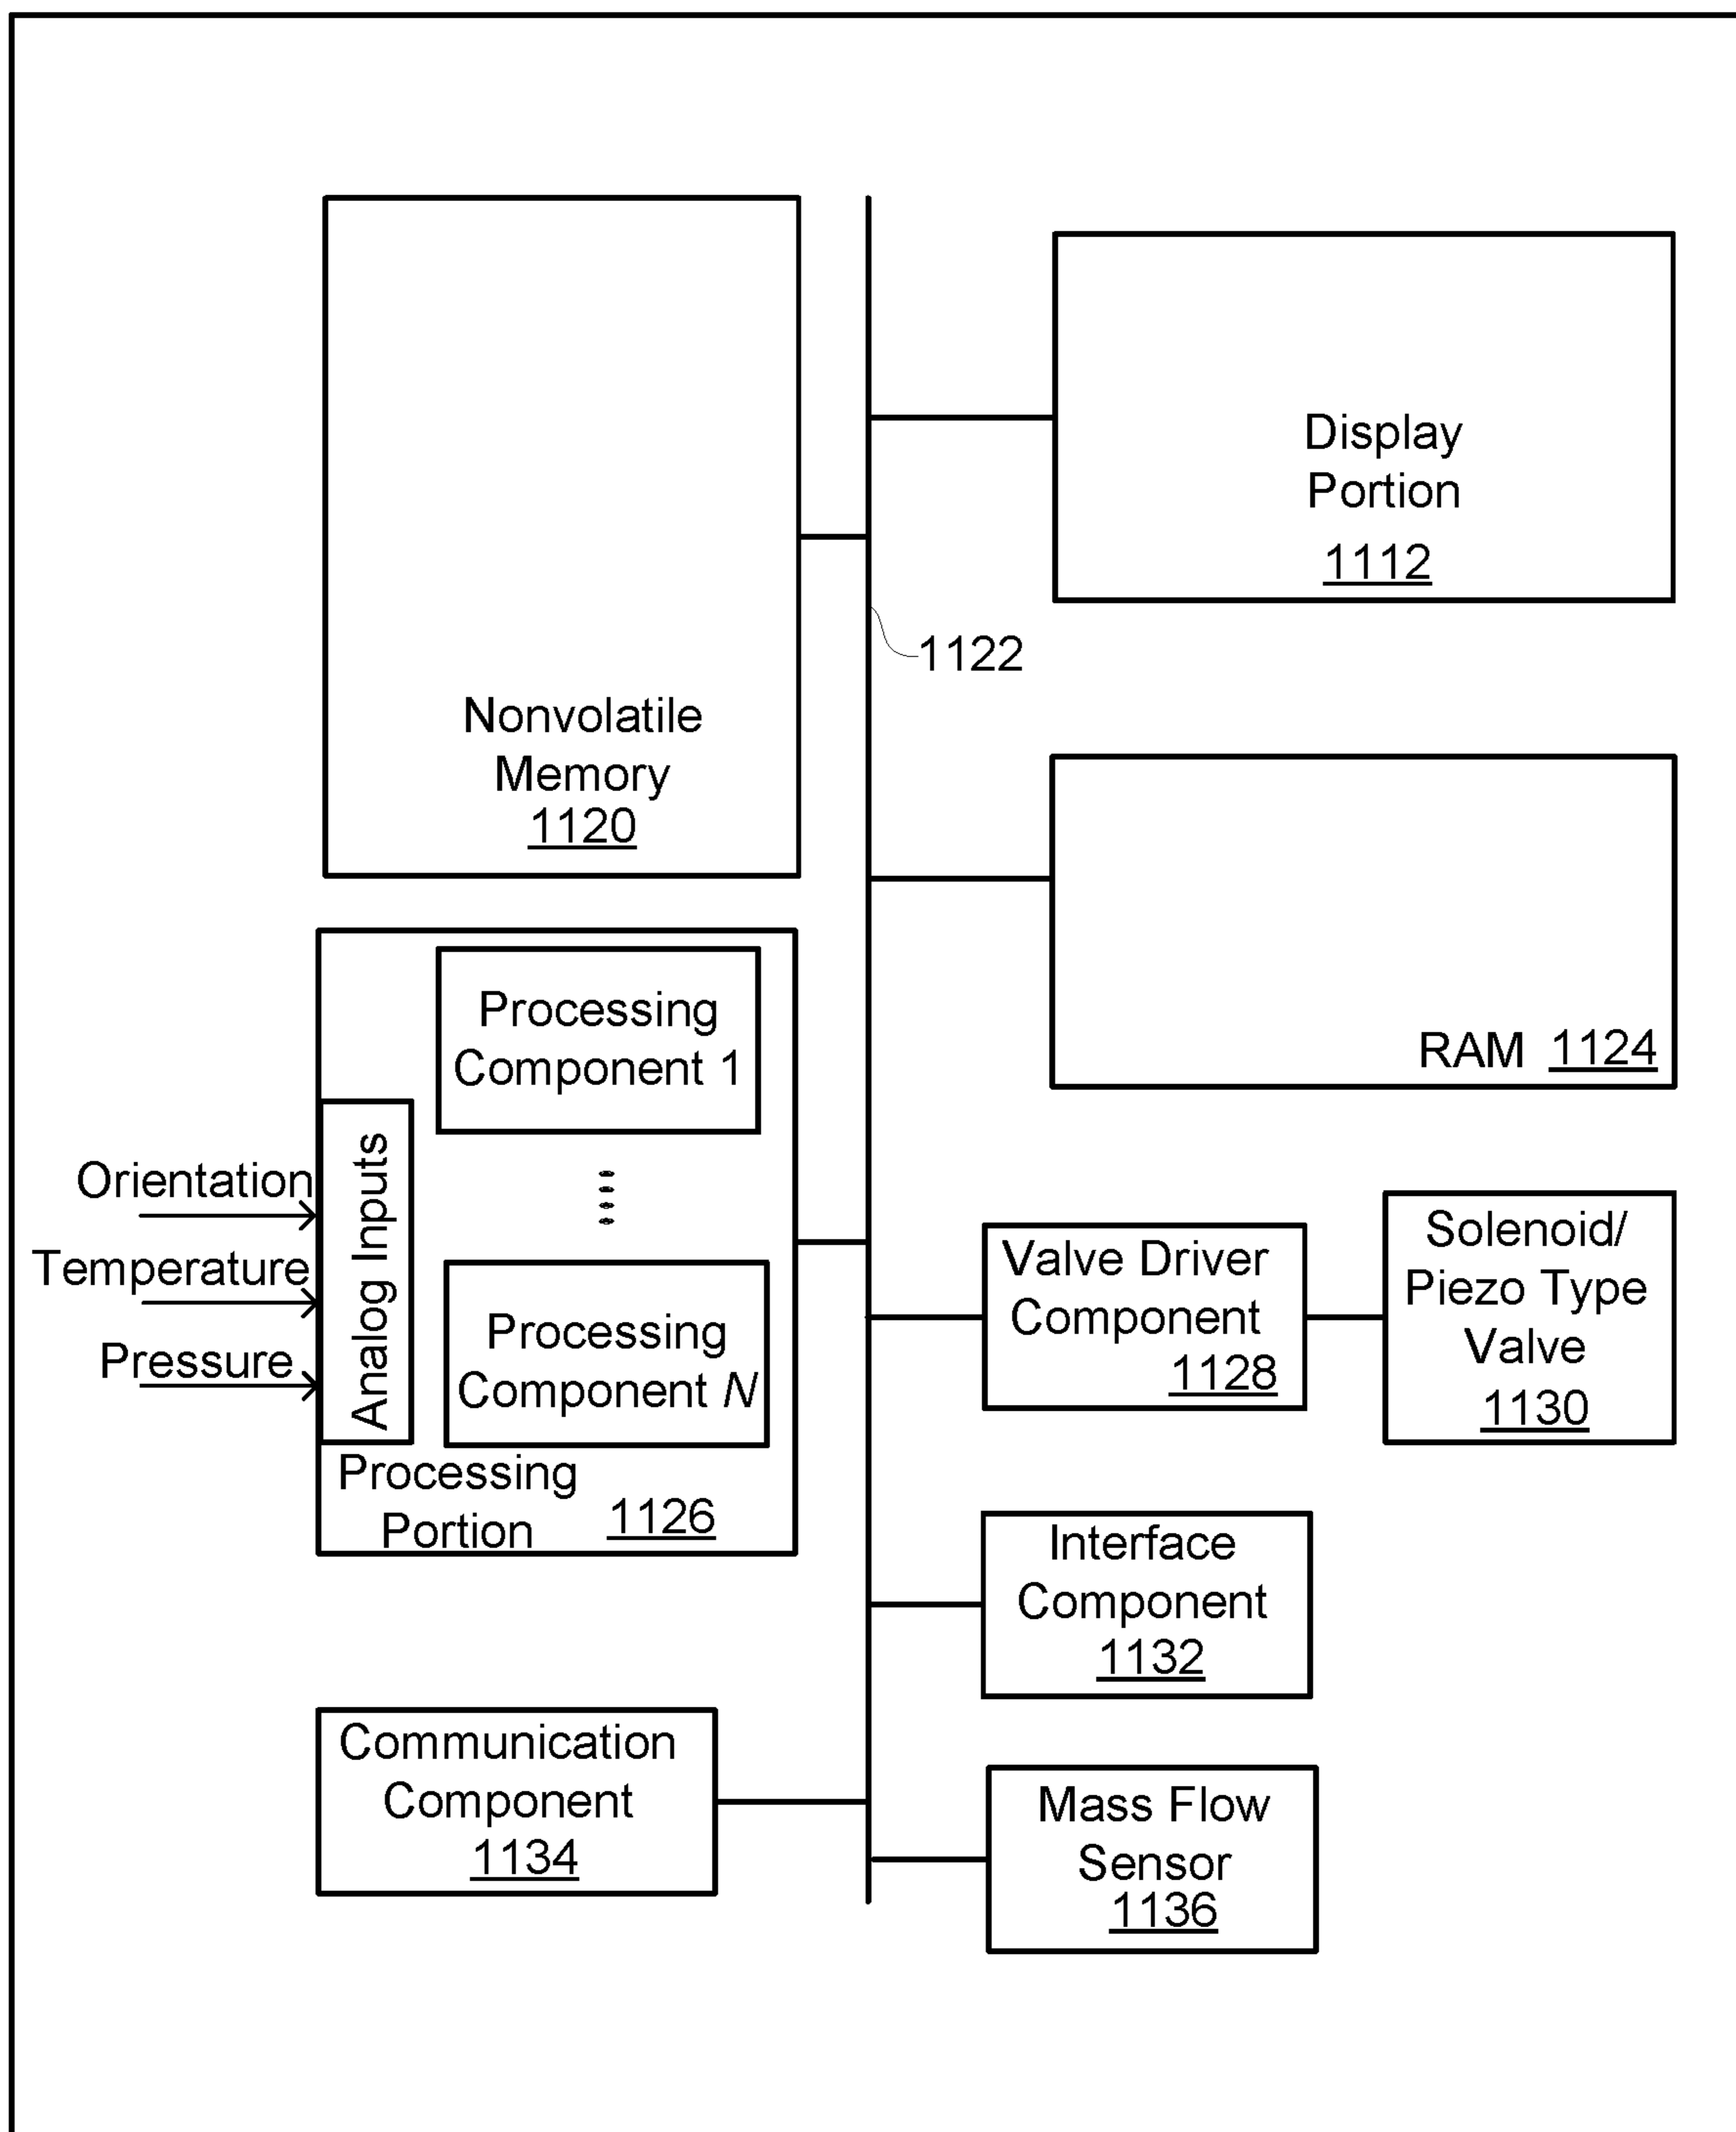 Display
Portion
1112
1122
Nonvolatile
Memory
1120
RAM 1124
Processing
Component 1
Processing
Component N
Analog Inputs
Orientation
Temperature
Pressure
Processing
Portion 1126
Valve Driver
Component
1128
Solenoid/
Piezo Type
Valve
1130
Interface
Component
1132
Communication
Component
1134
Mass Flow
Sensor
1136